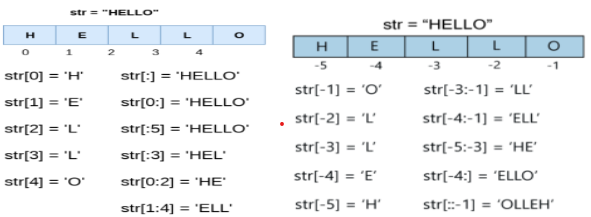 str = "HELLO"
H E L L O
0 1 2 3 4
str[0] = 'H' str[:] = 'HELLO'
str[1] = 'E' str[0:] = 'HELLO'
str[2] = 'L' str[:5] = 'HELLO'
str[3] = 'L' str[:3] = 'HEL'
str[4] = 'O' str[0:2] = 'HE'
str[1:4] = 'ELL'
str = “HELLO”
H E L L O
-5 -4 -3 -2 -1
str[-1] = 'O' str[-3:-1] = 'LL'
str[-2] = 'L' str[-4:-1] = 'ELL'
str[-3] = 'L' str[-5:-3] = 'HE'
str[-4] = 'E' str[-4:] = 'ELLO'
str[-5] = 'H' str[::-1] = 'OLLEH'